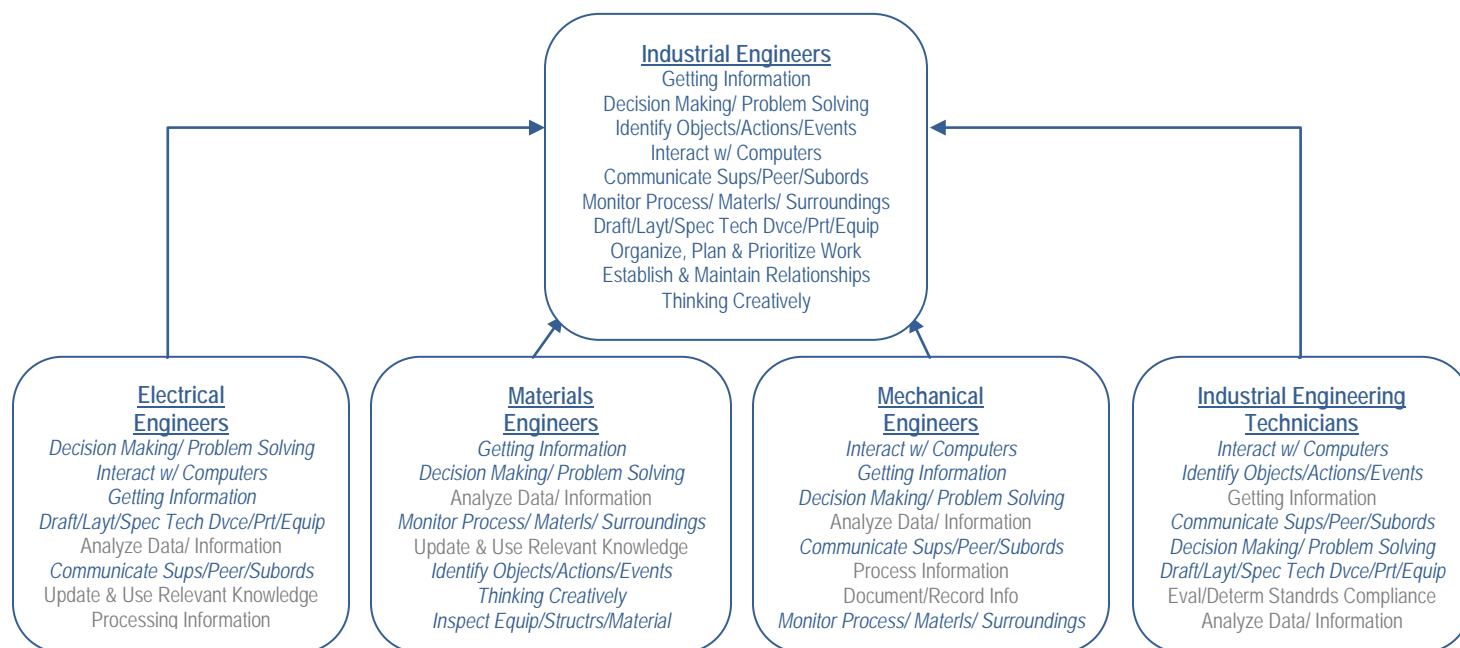 Industrial Engineers
Getting Information
Decision Making/ Problem Solving
Identify Objects/Actions/Events
Interact w/ Computers
Communicate Sups/Peer/Subords
Monitor Process/ Materls/ Surroundings
Draft/Layt/Spec Tech Dvce/Prt/Equip
Organize, Plan & Prioritize Work
Establish & Maintain Relationships
Thinking Creatively
Electrical
Engineers
Decision Making/ Problem Solving
Interact w/ Computers
Getting Information
Draft/Layt/Spec Tech Dvce/Prt/Equip
Analyze Data/ Information
Communicate Sups/Peer/Subords
Update & Use Relevant Knowledge
Processing Information
Materials
Engineers
Getting Information
Decision Making/ Problem Solving
Analyze Data/ Information
Monitor Process/ Materls/ Surroundings
Update & Use Relevant Knowledge
Identify Objects/Actions/Events
Thinking Creatively
Inspect Equip/Structrs/Material
Mechanical
Engineers
Interact w/ Computers
Getting Information
Decision Making/ Problem Solving
Analyze Data/ Information
Communicate Sups/Peer/Subords
Process Information
Document/Record Info
Monitor Process/ Materls/ Surroundings
Industrial Engineering
Technicians
Interact w/ Computers
Identify Objects/Actions/Events
Getting Information
Communicate Sups/Peer/Subords
Decision Making/ Problem Solving
Draft/Layt/Spec Tech Dvce/Prt/Equip
Eval/Determ Standrds Compliance
Analyze Data/ Information